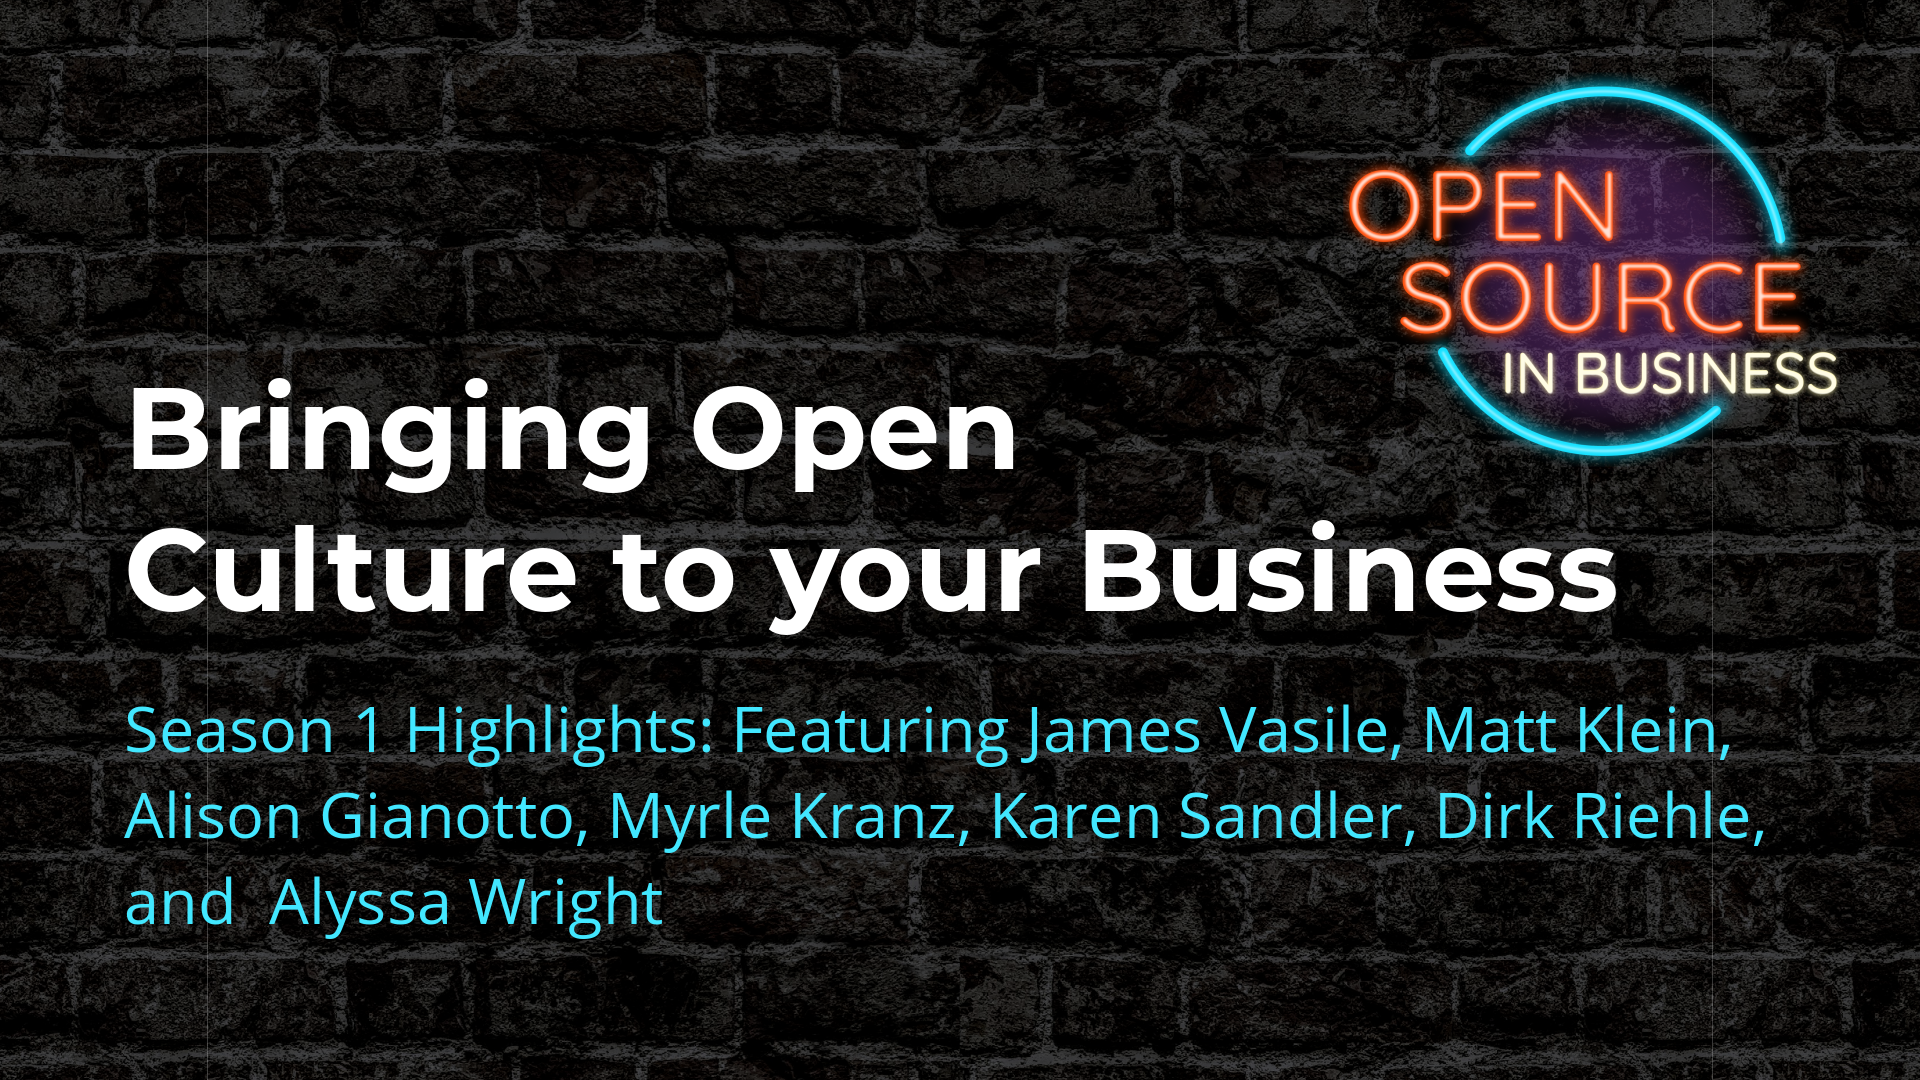 OPEN
SOURCE
IN BUSINESS
Bringing Open
Culture to your Business
Season 1 Highlights: Featuring James Vasile, Matt Klein,
Alison Gianotto, Myrle Kranz, Karen Sandler, Dirk Riehle,
and  Alyssa Wright